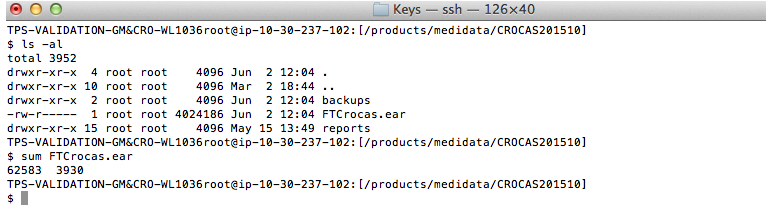 Keys — ssh — 126×40
TPS-VALIDATION-GM&CRO-WL1036root@ip-10-30-237-102:[/products/medidata/CROCAS201510]
$ ls -al
total 3952
drwxr-xr-x  4 root root    4096 Jun  2 12:04 .
drwxr-xr-x 10 root root    4096 Mar  2 18:44 ..
drwxr-xr-x  2 root root    4096 Jun  2 12:04 backups
-rw-r-----  1 root root 4024186 Jun  2 12:04 FTCrocas.ear
drwxr-xr-x 15 root root    4096 May 15 13:49 reports
TPS-VALIDATION-GM&CRO-WL1036root@ip-10-30-237-102:[/products/medidata/CROCAS201510]
$ sum FTCrocas.ear
62583  3930
TPS-VALIDATION-GM&CRO-WL1036root@ip-10-30-237-102:[/products/medidata/CROCAS201510]
$